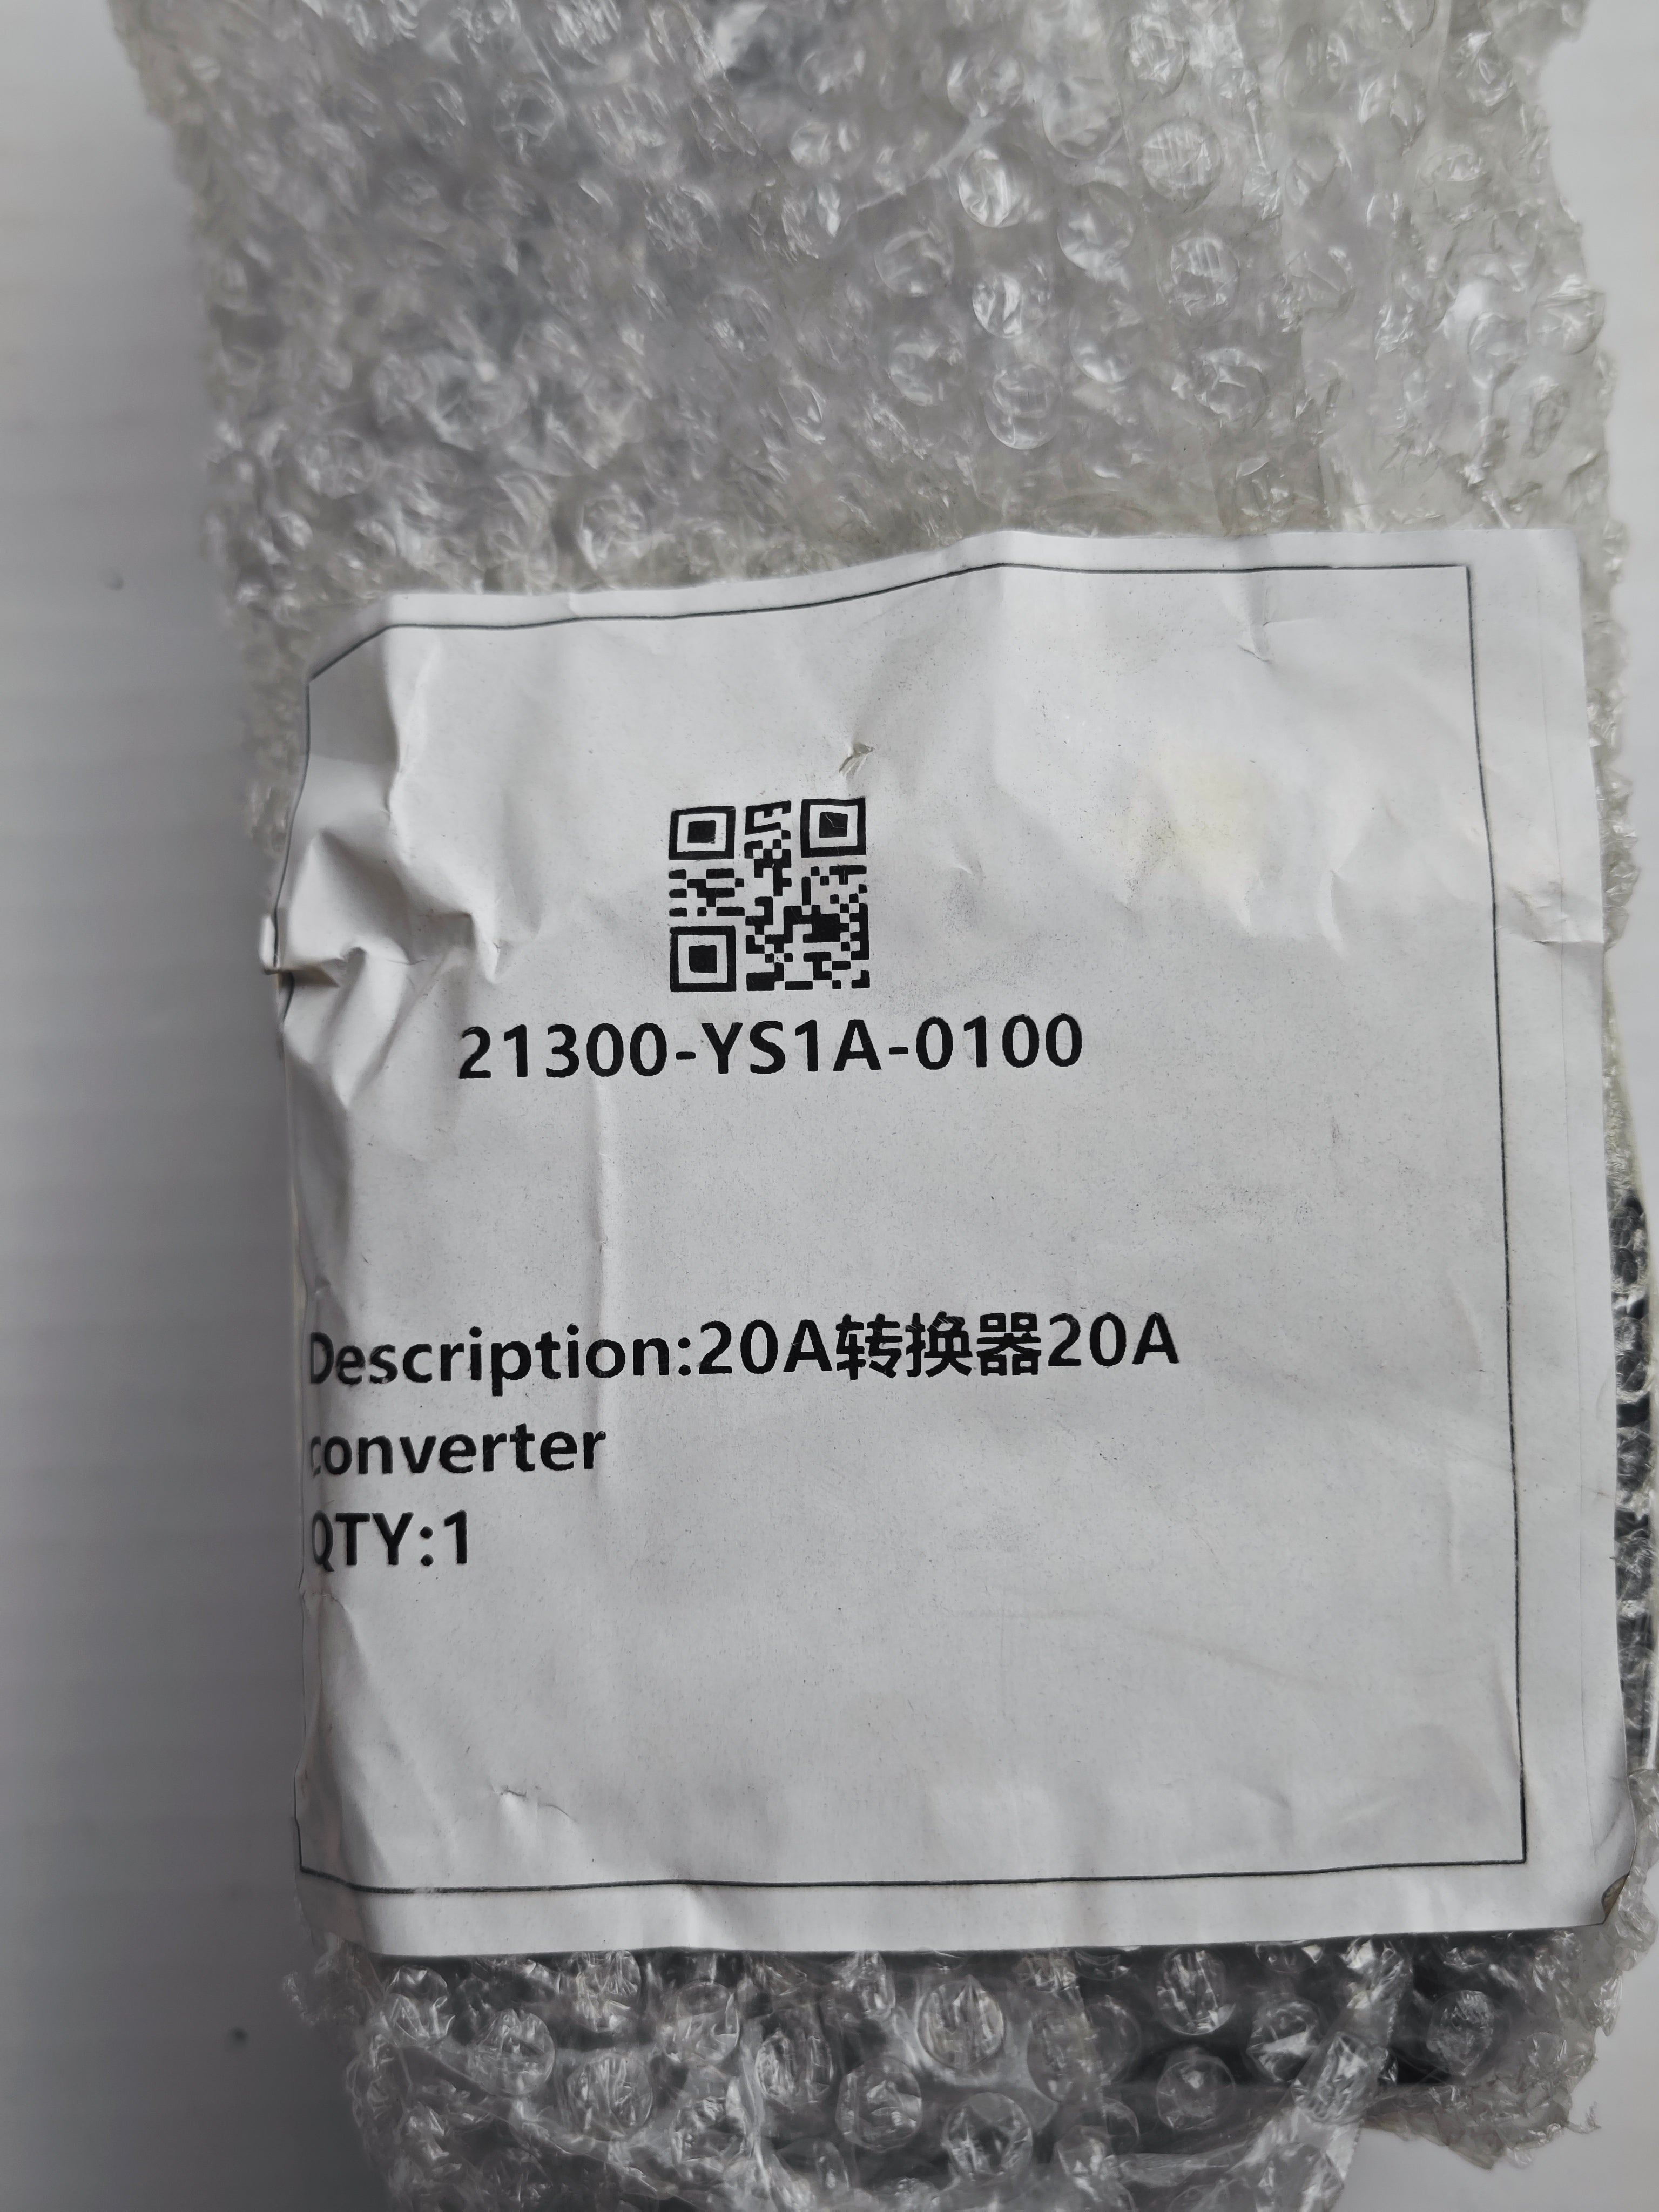 21300-YS1A-0100
Description:20A转换器20A
converter
QTY:1